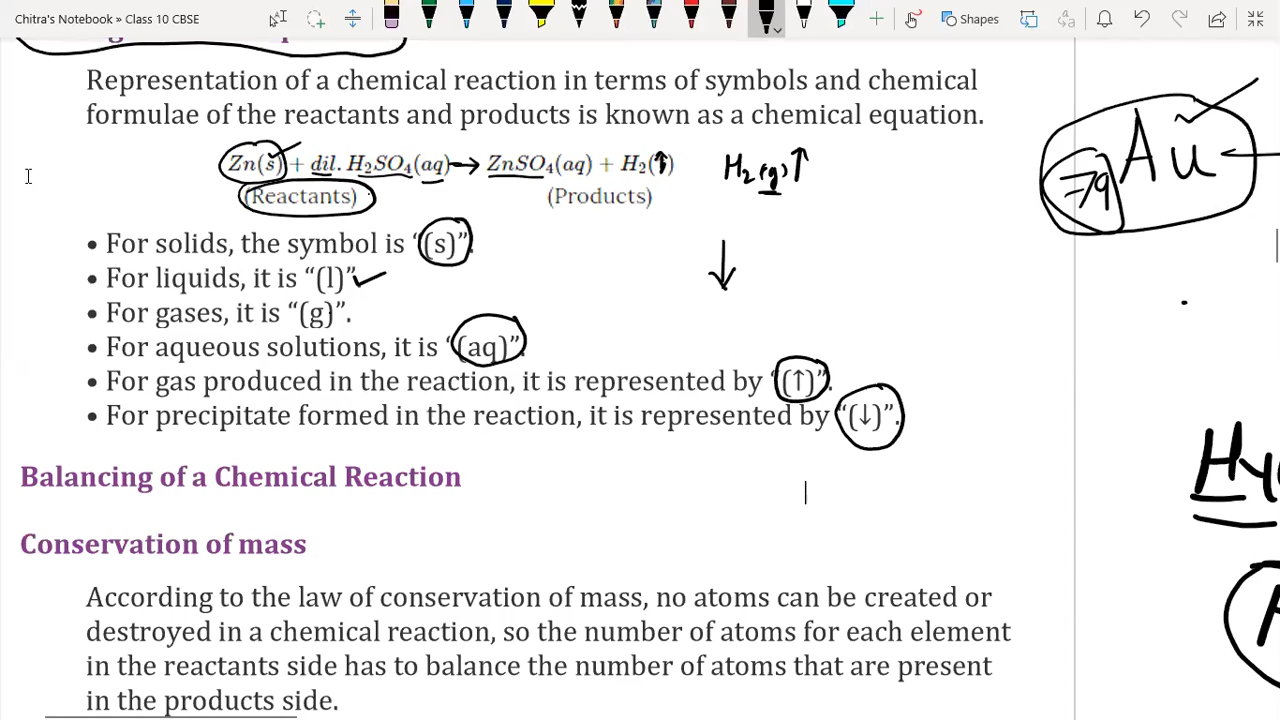 Chitra's Notebook » Class 10 CBSE
Shapes
Representation of a chemical reaction in terms of symbols and chemical
formulae of the reactants and products is known as a chemical equation.
Zn(s) + dil. H₂SO₄(aq) → ZnSO₄(aq) + H₂(↑)
H₂(g)↑
(Reactants)
(Products)
Au
79
• For solids, the symbol is “(s)”.
• For liquids, it is “(l)”
• For gases, it is “(g)”.
• For aqueous solutions, it is “(aq)”.
• For gas produced in the reaction, it is represented by “(↑)”.
• For precipitate formed in the reaction, it is represented by “(↓)”.
↓
Balancing of a Chemical Reaction
Conservation of mass
According to the law of conservation of mass, no atoms can be created or
destroyed in a chemical reaction, so the number of atoms for each element
in the reactants side has to balance the number of atoms that are present
in the products side.